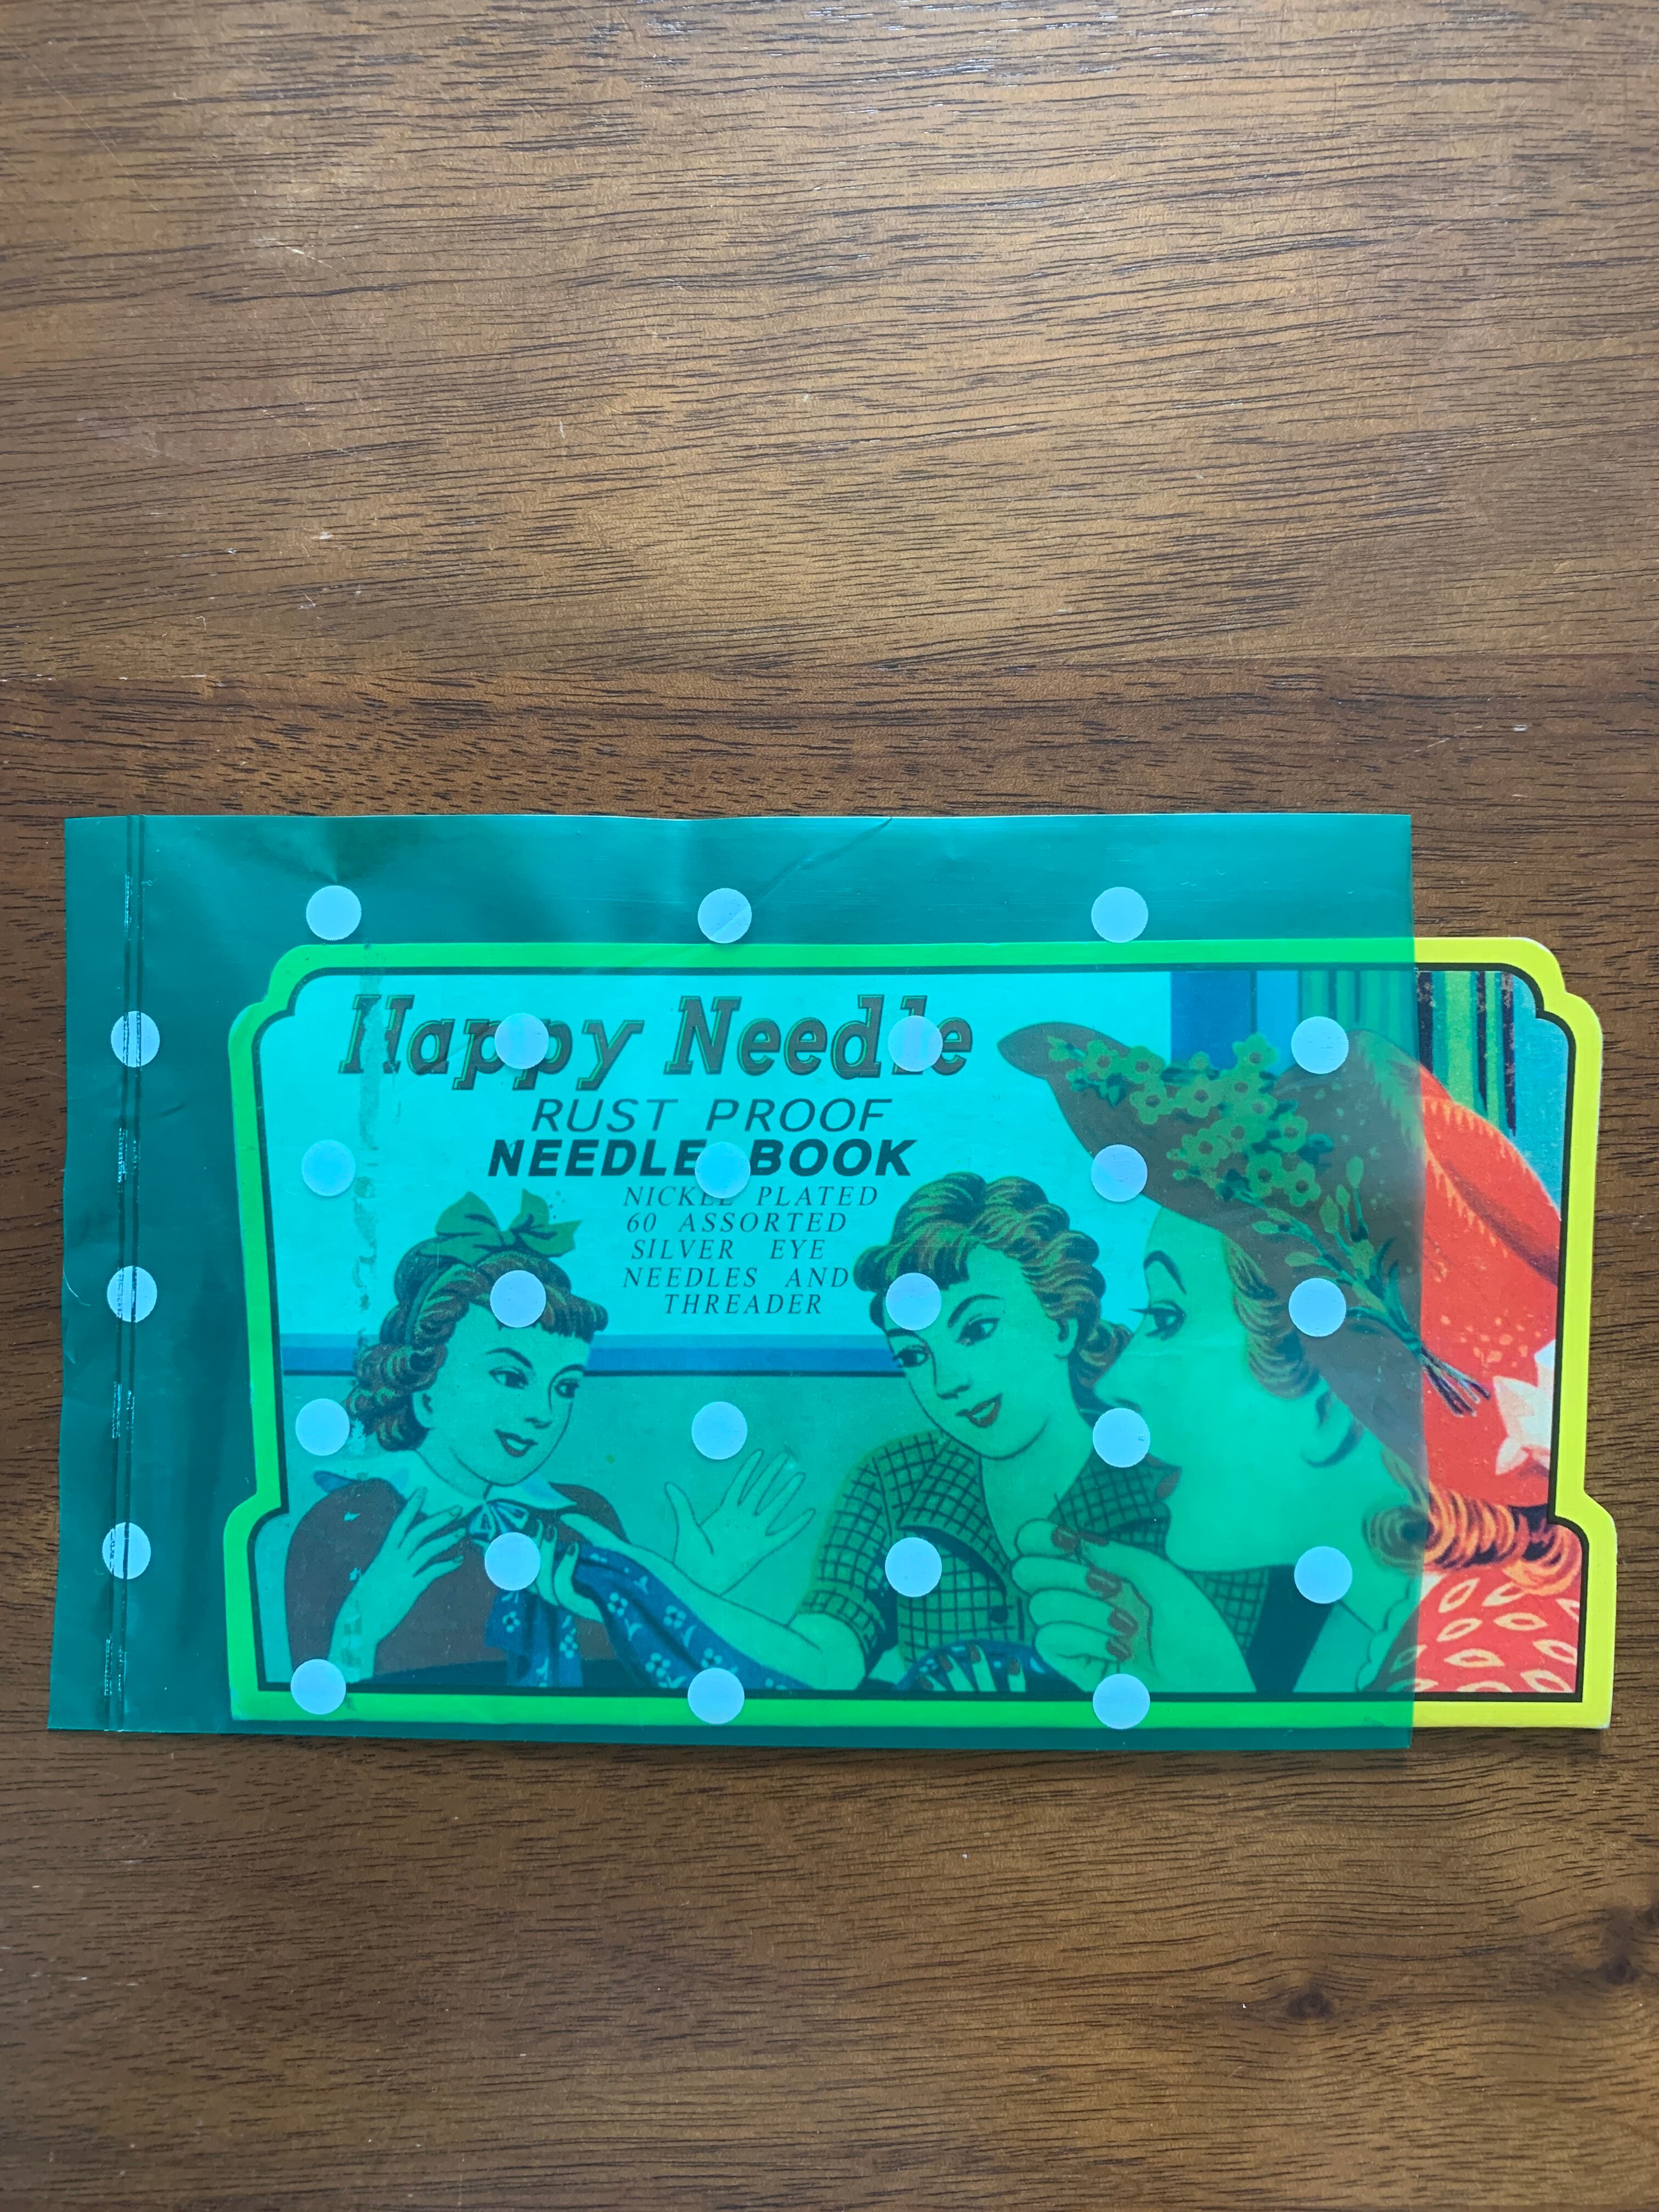 Happy Needle
RUST PROOF
NEEDLE BOOK
NICKEL PLATED
60 ASSORTED
SILVER EYE
NEEDLES AND
THREADER